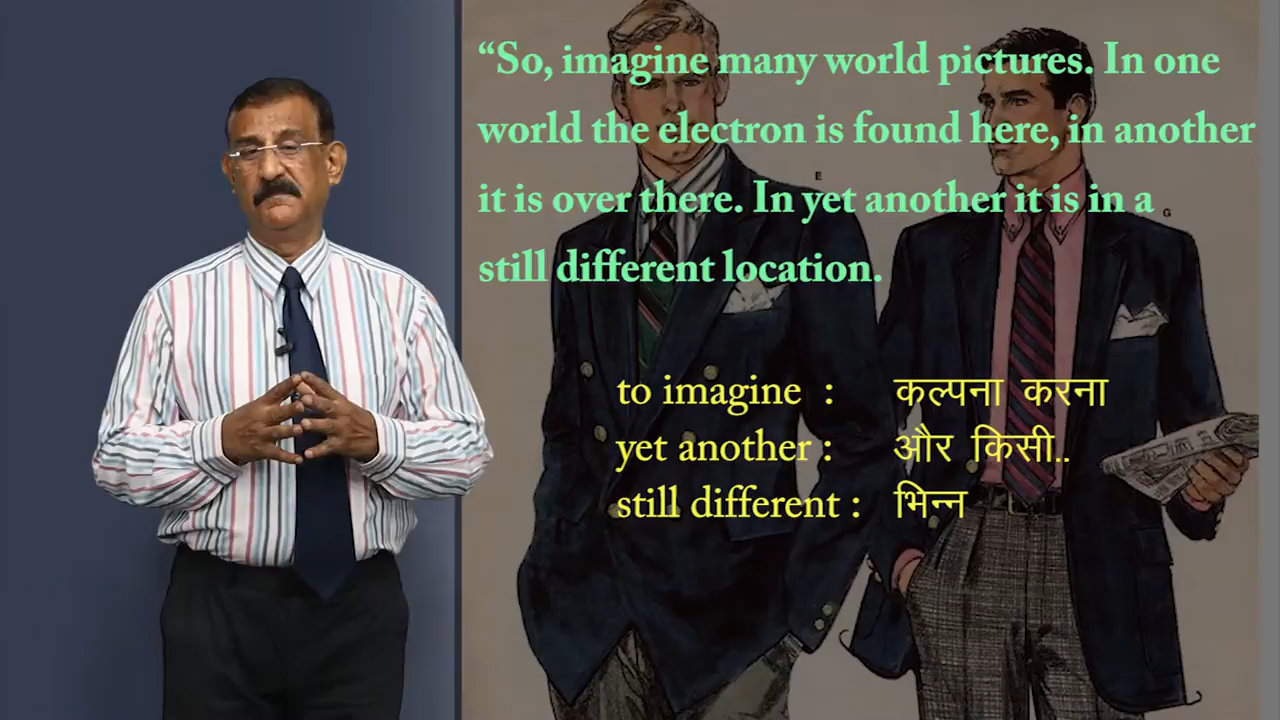 “So, imagine many world pictures. In one
world the electron is found here, in another
it is over there. In yet another it is in a
still different location.
E
G
to imagine : कल्पना करना
yet another : और किसी..
still different : भिन्न